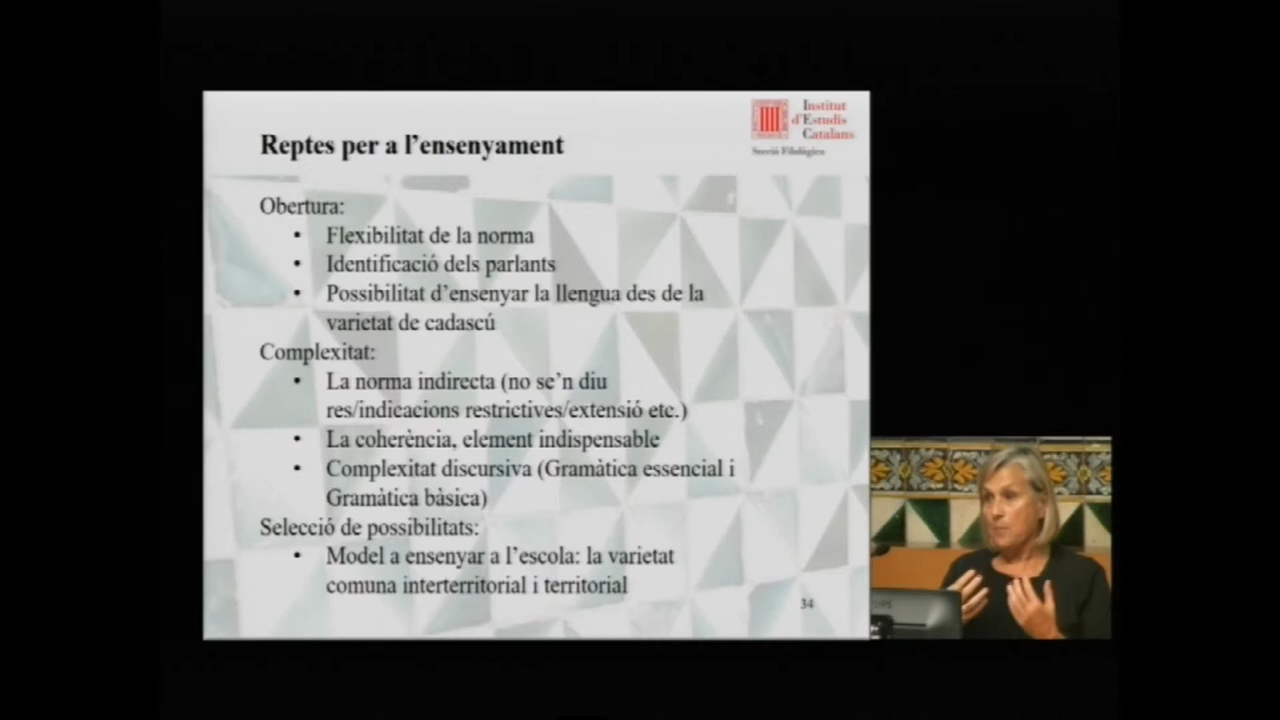 Institut
d'Estudis
Catalans
Secció Filològica
Reptes per a l'ensenyament
Obertura:
• Flexibilitat de la norma
• Identificació dels parlants
• Possibilitat d'ensenyar la llengua des de la
varietat de cadascú
Complexitat:
• La norma indirecta (no se'n diu
res/indicacions restrictives/extensió etc.)
• La coherència, element indispensable
• Complexitat discursiva (Gramàtica essencial i
Gramàtica bàsica)
Selecció de possibilitats:
• Model a ensenyar a l'escola: la varietat
comuna interterritorial i territorial
34